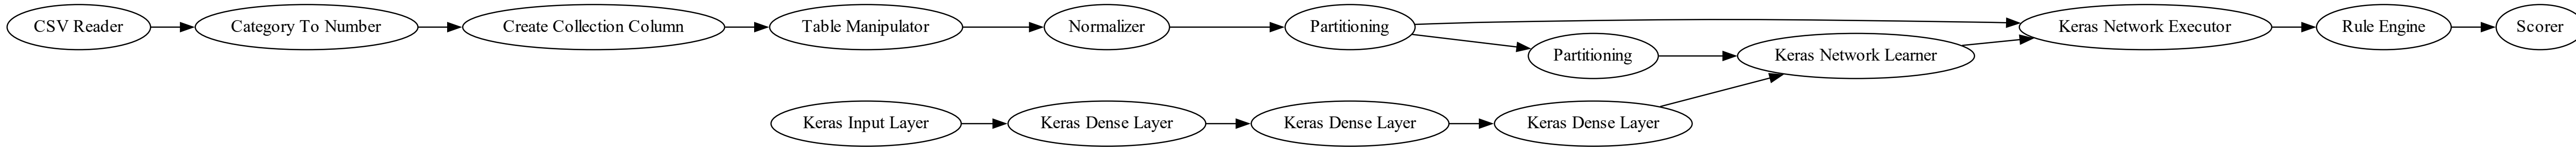 CSV Reader
Category To Number
Create Collection Column
Table Manipulator
Normalizer
Partitioning
Keras Network Executor
Rule Engine
Scorer
Partitioning
Keras Network Learner
Keras Input Layer
Keras Dense Layer
Keras Dense Layer
Keras Dense Layer